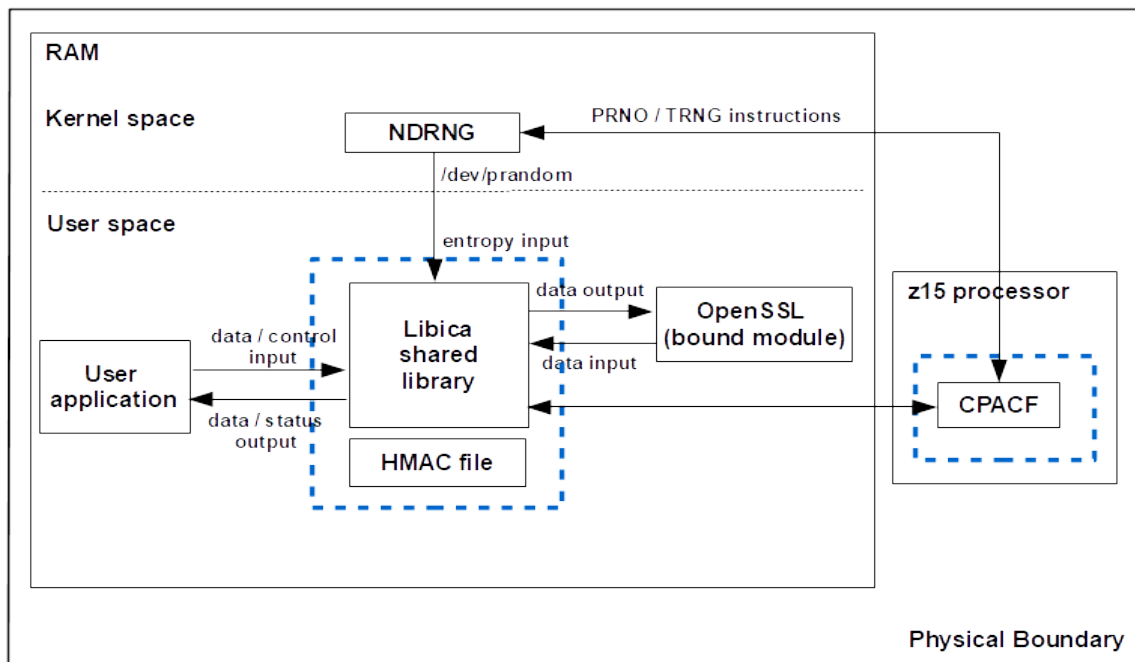 RAM
Kernel space
NDRNG
PRNO / TRNG instructions
/dev/prandom
User space
entropy input
data output
OpenSSL
(bound module)
data input
z15 processor
CPACF
Libica
shared
library
data / control
input
User
application
data / status
output
HMAC file
Physical Boundary